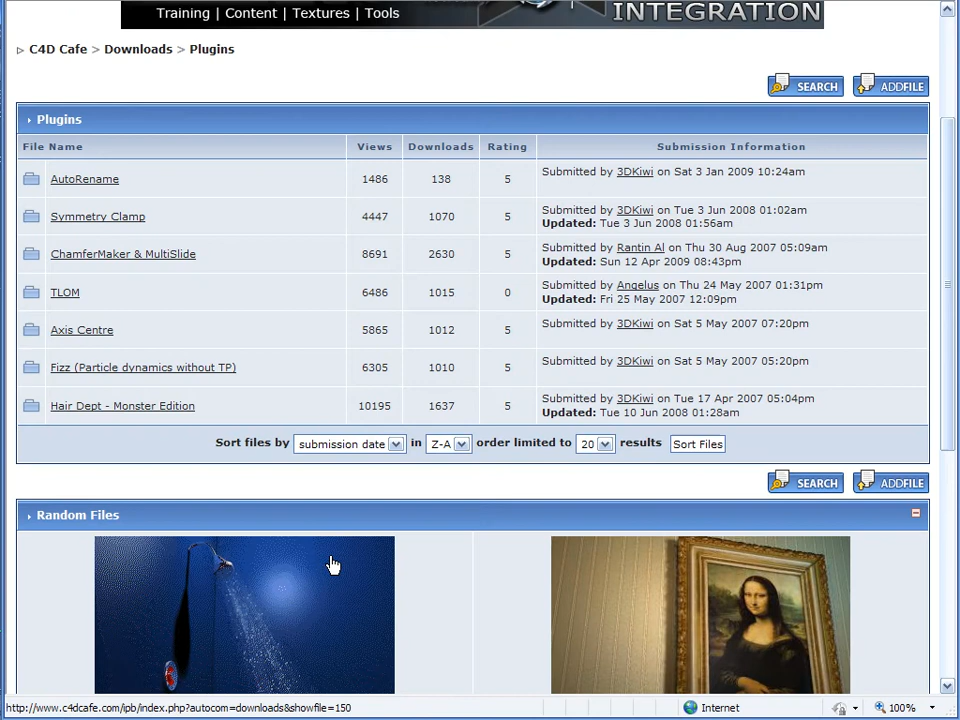 Training | Content | Textures | Tools
INTEGRATION
C4D Cafe > Downloads > Plugins
SEARCH ADDFILE
Plugins
File Name Views Downloads Rating Submission Information
AutoRename 1486 138 5 Submitted by 3DKiwi on Sat 3 Jan 2009 10:24am
Symmetry Clamp 4447 1070 5 Submitted by 3DKiwi on Tue 3 Jun 2008 01:02am
Updated: Tue 3 Jun 2008 01:56am
ChamferMaker & MultiSlide 8691 2630 5 Submitted by Rantin Al on Thu 30 Aug 2007 05:09am
Updated: Sun 12 Apr 2009 08:43pm
TLOM 6486 1015 0 Submitted by Angelus on Thu 24 May 2007 01:31pm
Updated: Fri 25 May 2007 12:09pm
Axis Centre 5865 1012 5 Submitted by 3DKiwi on Sat 5 May 2007 07:20pm
Fizz (Particle dynamics without TP) 6305 1010 5 Submitted by 3DKiwi on Sat 5 May 2007 05:20pm
Hair Dept - Monster Edition 10195 1637 5 Submitted by 3DKiwi on Tue 17 Apr 2007 05:04pm
Updated: Tue 10 Jun 2008 01:28am
Sort files by submission date in Z-A order limited to 20 results Sort Files
SEARCH ADDFILE
Random Files
http://www.c4dcafe.com/ipb/index.php?autocom=downloads&showfile=150 Internet 100%